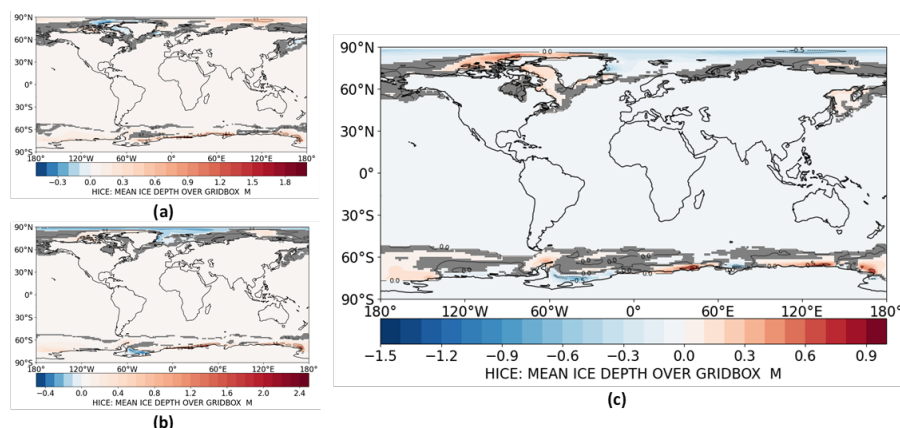 90°N
60°N
30°N
0°
30°S
60°S
90°S
180° 120°W 60°W 0° 60°E 120°E 180°
−0.3 0.0 0.3 0.6 0.9 1.2 1.5 1.8
HICE: MEAN ICE DEPTH OVER GRIDBOX M
(a)
90°N
60°N
30°N
0°
30°S
60°S
90°S
180° 120°W 60°W 0° 60°E 120°E 180°
−0.4 0.0 0.4 0.8 1.2 1.6 2.0 2.4
HICE: MEAN ICE DEPTH OVER GRIDBOX M
(b)
90°N
0.0 −0.5
60°N
30°N
0°
30°S
60°S
90°S
180° 120°W 60°W 0° 60°E 120°E 180°
−1.5 −1.2 −0.9 −0.6 −0.3 0.0 0.3 0.6 0.9
HICE: MEAN ICE DEPTH OVER GRIDBOX M
(c)